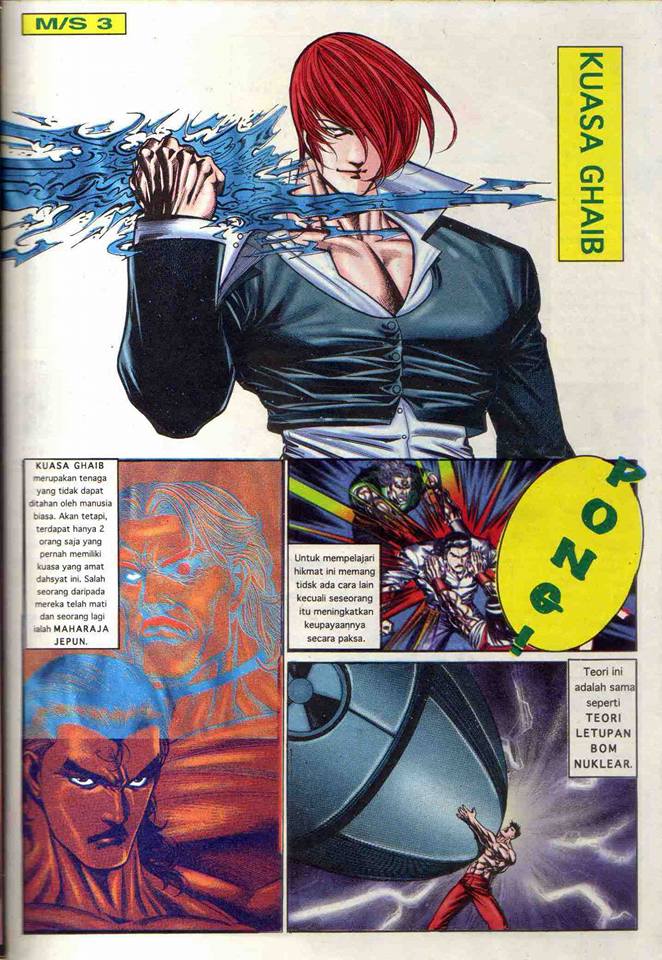 M/S 3
KUASA GHAIB
KUASA GHAIB
merupakan tenaga
yang tidak dapat
ditahan oleh manusia
biasa. Akan tetapi,
terdapat hanya 2
orang saja yang
pernah memiliki
kuasa yang amat
dahsyat ini. Salah
seorang daripada
mereka telah mati
dan seorang lagi
ialah MAHARAJA
JEPUN.
Untuk mempelajari
hikmat ini memang
tidsk ada cara lain
kecuali seseorang
itu meningkatkan
keupayaannya
secara paksa.
PONG!
Teori ini
adalah sama
seperti
TEORI
LETUPAN
BOM
NUKLEAR.